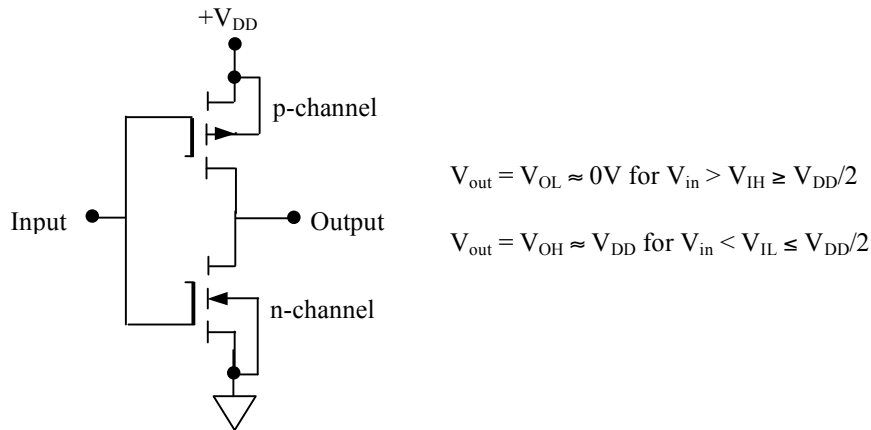 +V_DD
p-channel
V_out = V_OL ≈ 0V for V_in > V_IH ≥ V_DD/2
Input
Output
V_out = V_OH ≈ V_DD for V_in < V_IL ≤ V_DD/2
n-channel